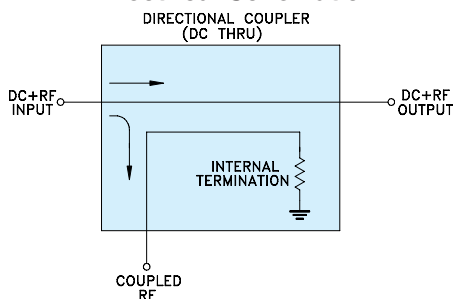 DIRECTIONAL COUPLER
(DC THRU)
DC+RF
INPUT
DC+RF
OUTPUT
INTERNAL
TERMINATION
COUPLED
RF